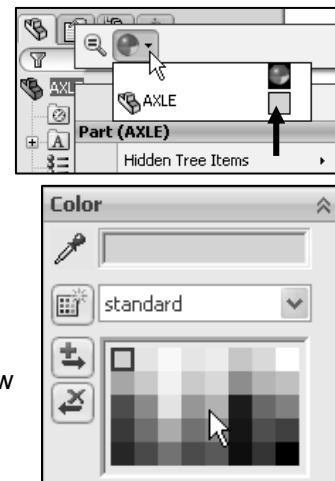 AXLE
AXLE
Part (AXLE)
Hidden Tree Items
Color
standard
w